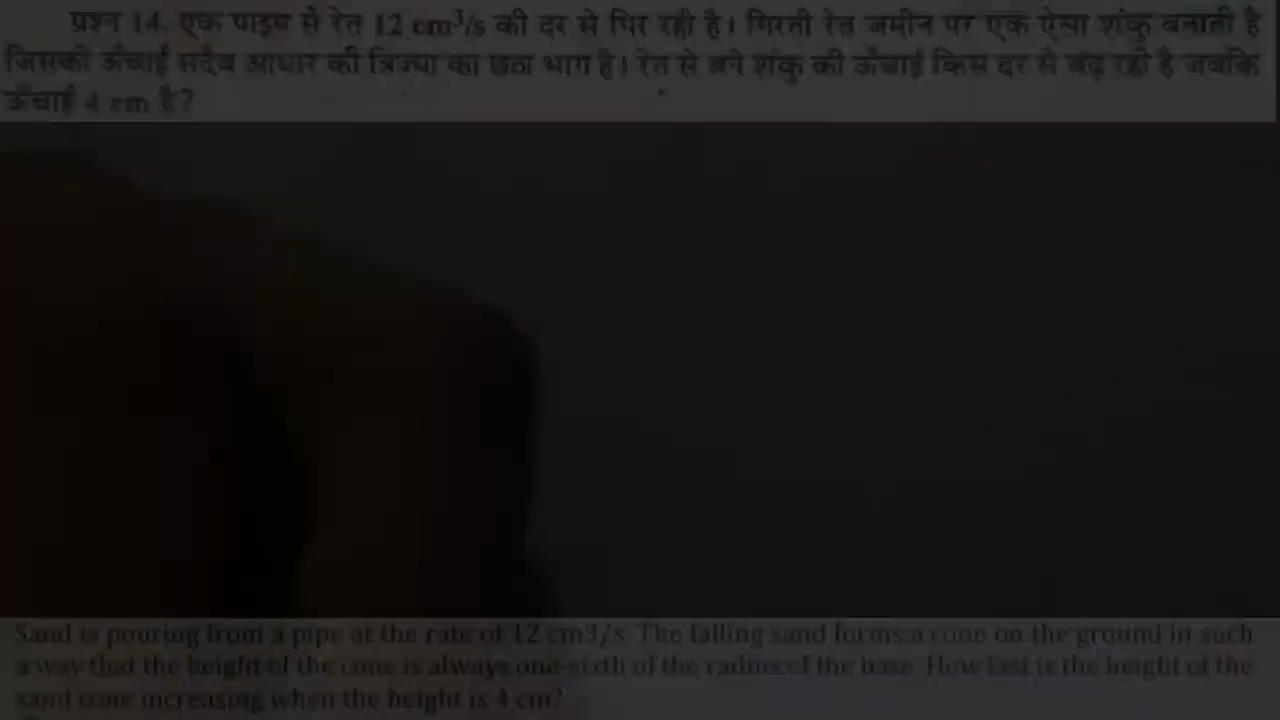 प्रश्न 14. एक पाइप से रेत 12 cm³/s की दर से गिर रही है। गिरती रेत जमीन पर एक ऐसा शंकु बनाती है
जिसकी ऊँचाई सदैव आधार की त्रिज्या का छठा भाग है। रेत से बने शंकु की ऊँचाई किस दर से बढ़ रही है जबकि
ऊँचाई 4 cm है?
Sand is pouring from a pipe at the rate of 12 cm3/s. The falling sand forms a cone on the ground in such
a way that the height of the cone is always one-sixth of the radius of the base. How fast is the height of the
sand cone increasing when the height is 4 cm?